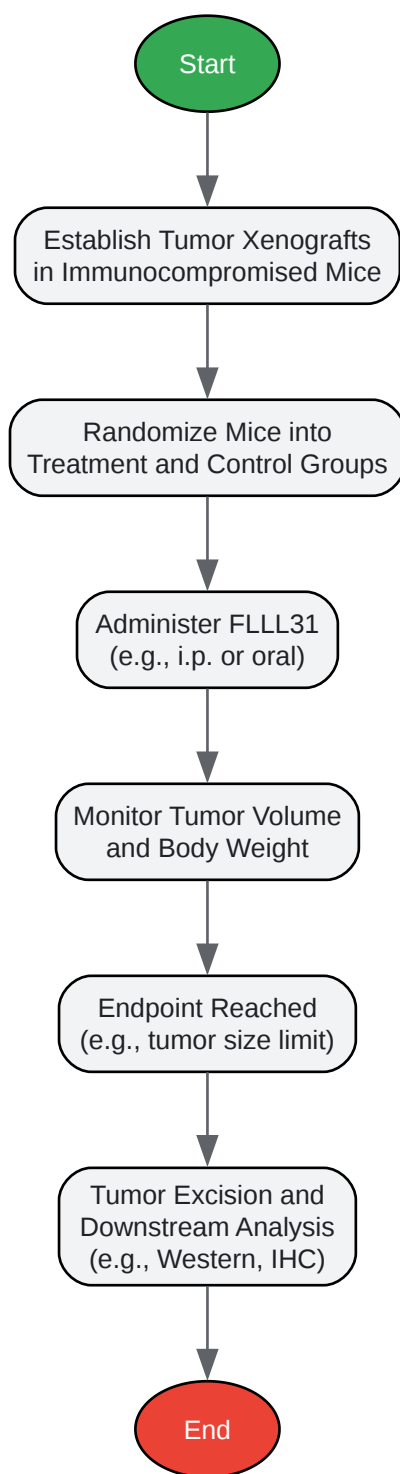 Start
Establish Tumor Xenografts
in Immunocompromised Mice
Randomize Mice into
Treatment and Control Groups
Administer FLLL31
(e.g., i.p. or oral)
Monitor Tumor Volume
and Body Weight
Endpoint Reached
(e.g., tumor size limit)
Tumor Excision and
Downstream Analysis
(e.g., Western, IHC)
End